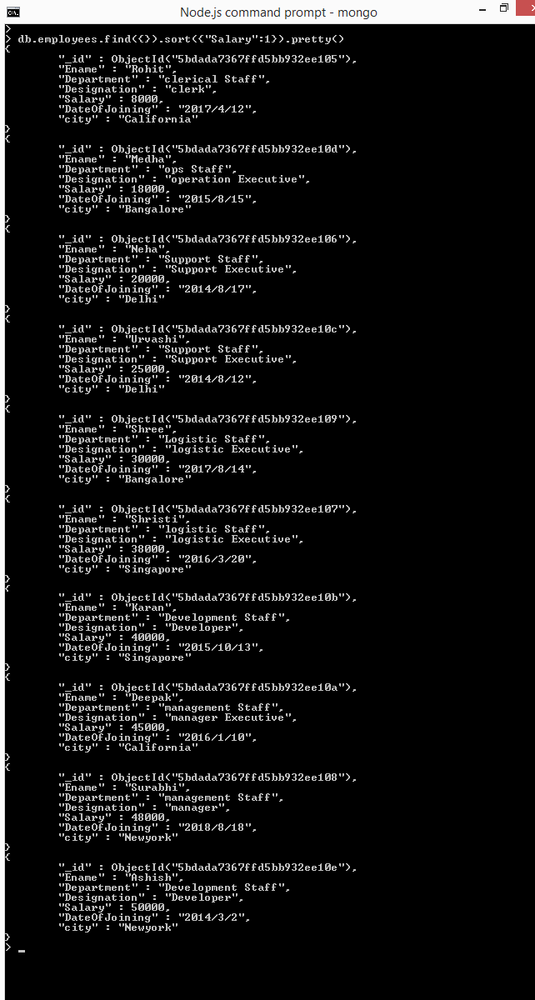 Node.js command prompt - mongo
>
> db.employees.find({}).sort({"Salary":1}).pretty()
{
"_id" : ObjectId("5bdada7367ffd5bb932ee105"),
"Ename" : "Rohit",
"Department" : "clerical Staff",
"Designation" : "clerk",
"Salary" : 8000,
"DateOfJoining" : "2017/4/12",
"city" : "California"
}
{
"_id" : ObjectId("5bdada7367ffd5bb932ee10d"),
"Ename" : "Medha",
"Department" : "ops Staff",
"Designation" : "operation Executive",
"Salary" : 18000,
"DateOfJoining" : "2015/8/15",
"city" : "Bangalore"
}
{
"_id" : ObjectId("5bdada7367ffd5bb932ee106"),
"Ename" : "Neha",
"Department" : "Support Staff",
"Designation" : "Support Executive",
"Salary" : 20000,
"DateOfJoining" : "2014/8/17",
"city" : "Delhi"
}
{
"_id" : ObjectId("5bdada7367ffd5bb932ee10c"),
"Ename" : "Urvashi",
"Department" : "Support Staff",
"Designation" : "Support Executive",
"Salary" : 25000,
"DateOfJoining" : "2014/8/12",
"city" : "Delhi"
}
{
"_id" : ObjectId("5bdada7367ffd5bb932ee109"),
"Ename" : "Shree",
"Department" : "Logistic Staff",
"Designation" : "logistic Executive",
"Salary" : 30000,
"DateOfJoining" : "2017/8/14",
"city" : "Bangalore"
}
{
"_id" : ObjectId("5bdada7367ffd5bb932ee107"),
"Ename" : "Shristi",
"Department" : "logistic Staff",
"Designation" : "logistic Executive",
"Salary" : 38000,
"DateOfJoining" : "2016/3/20",
"city" : "Singapore"
}
{
"_id" : ObjectId("5bdada7367ffd5bb932ee10b"),
"Ename" : "Karan",
"Department" : "Development Staff",
"Designation" : "Developer",
"Salary" : 40000,
"DateOfJoining" : "2015/10/13",
"city" : "Singapore"
}
{
"_id" : ObjectId("5bdada7367ffd5bb932ee10a"),
"Ename" : "Deepak",
"Department" : "management Staff",
"Designation" : "manager Executive",
"Salary" : 45000,
"DateOfJoining" : "2016/1/10",
"city" : "California"
}
{
"_id" : ObjectId("5bdada7367ffd5bb932ee108"),
"Ename" : "Surabhi",
"Department" : "management Staff",
"Designation" : "manager",
"Salary" : 48000,
"DateOfJoining" : "2018/8/18",
"city" : "Newyork"
}
{
"_id" : ObjectId("5bdada7367ffd5bb932ee10e"),
"Ename" : "Ashish",
"Department" : "Development Staff",
"Designation" : "Developer",
"Salary" : 50000,
"DateOfJoining" : "2014/3/2",
"city" : "Newyork"
}
> _